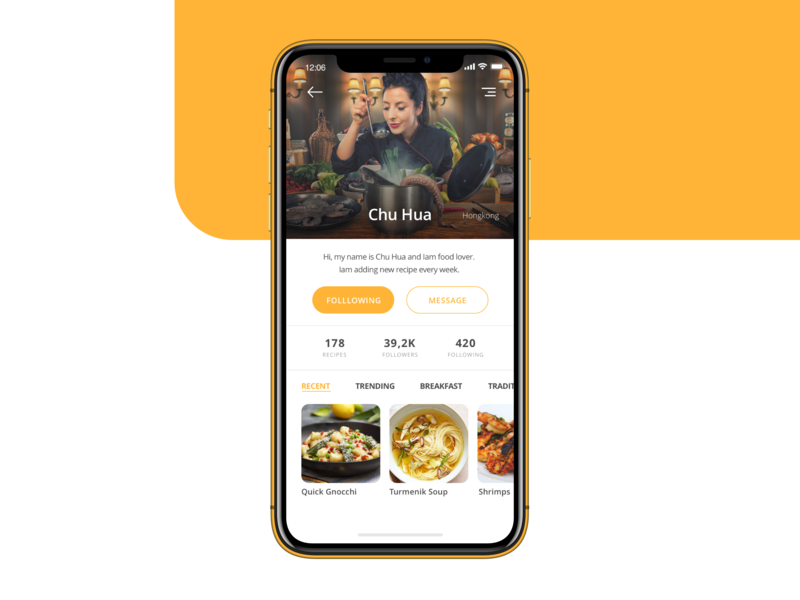 12:06
Chu Hua
Hongkong
Hi, my name is Chu Hua and Iam food lover.
Iam adding new recipe every week.
FOLLLOWING
MESSAGE
178
39,2K
420
RECIPES
FOLLOWERS
FOLLOWING
RECENT
TRENDING
BREAKFAST
TRADIT
Quick Gnocchi
Turmenik Soup
Shrimps